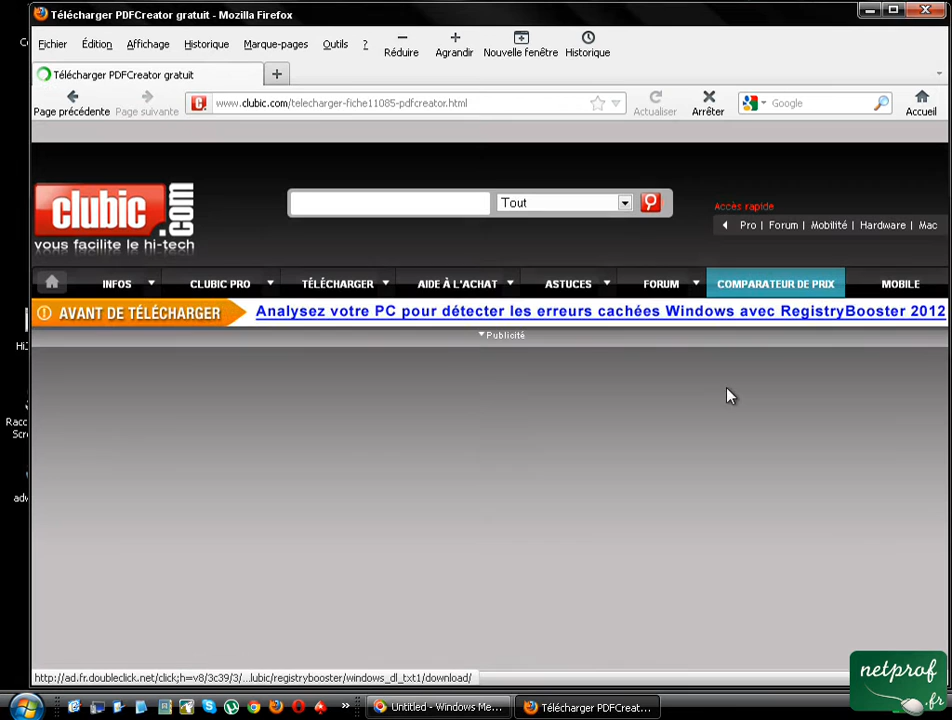 Télécharger PDFCreator gratuit - Mozilla Firefox
Fichier Édition Affichage Historique Marque-pages Outils ? Réduire Agrandir Nouvelle fenêtre Historique
Télécharger PDFCreator gratuit
Page précédente Page suivante www.clubic.com/telecharger-fiche11085-pdfcreator.html Actualiser Arrêter Google Accueil
clubic.com
vous facilite le hi-tech
Tout
Accès rapide
Pro | Forum | Mobilité | Hardware | Mac
INFOS CLUBIC PRO TÉLÉCHARGER AIDE À L'ACHAT ASTUCES FORUM COMPARATEUR DE PRIX MOBILE
AVANT DE TÉLÉCHARGER Analysez votre PC pour détecter les erreurs cachées Windows avec RegistryBooster 2012
Publicité
http://ad.fr.doubleclick.net/click;h=v8/3c39/3/...lubic/registrybooster/windows_dl_txt1/download/
netprof
.fr
Untitled - Windows Me... Télécharger PDFCreat...